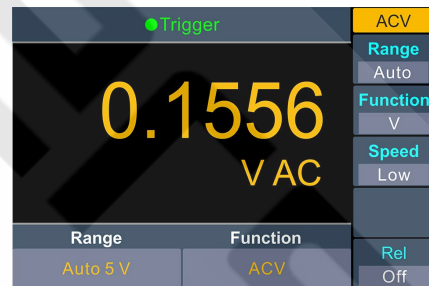 Trigger
ACV
Range
Auto
Function
V
Speed
Low
0.1556
V AC
Range
Function
Auto 5 V
ACV
Rel
Off